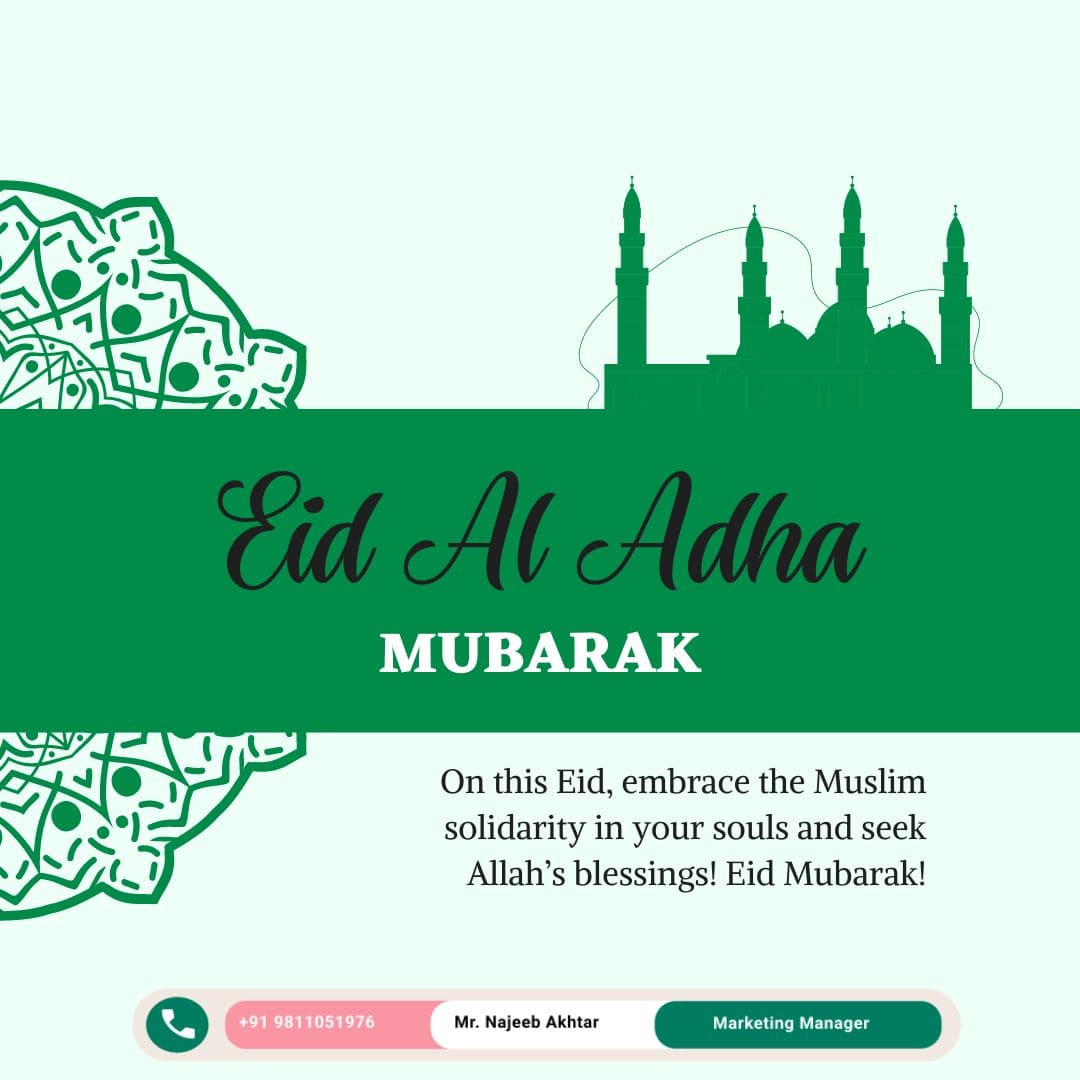 Eid Al Adha
MUBARAK
On this Eid, embrace the Muslim
solidarity in your souls and seek
Allah’s blessings! Eid Mubarak!
+91 9811051976 Mr. Najeeb Akhtar Marketing Manager